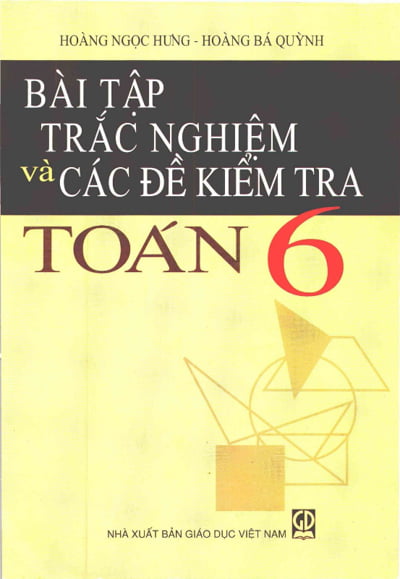 HOÀNG NGỌC HƯNG - HOÀNG BÁ QUỲNH
BÀI TẬP
TRẮC NGHIỆM
và CÁC ĐỀ KIỂM TRA
TOÁN 6
NHÀ XUẤT BẢN GIÁO DỤC VIỆT NAM
GD